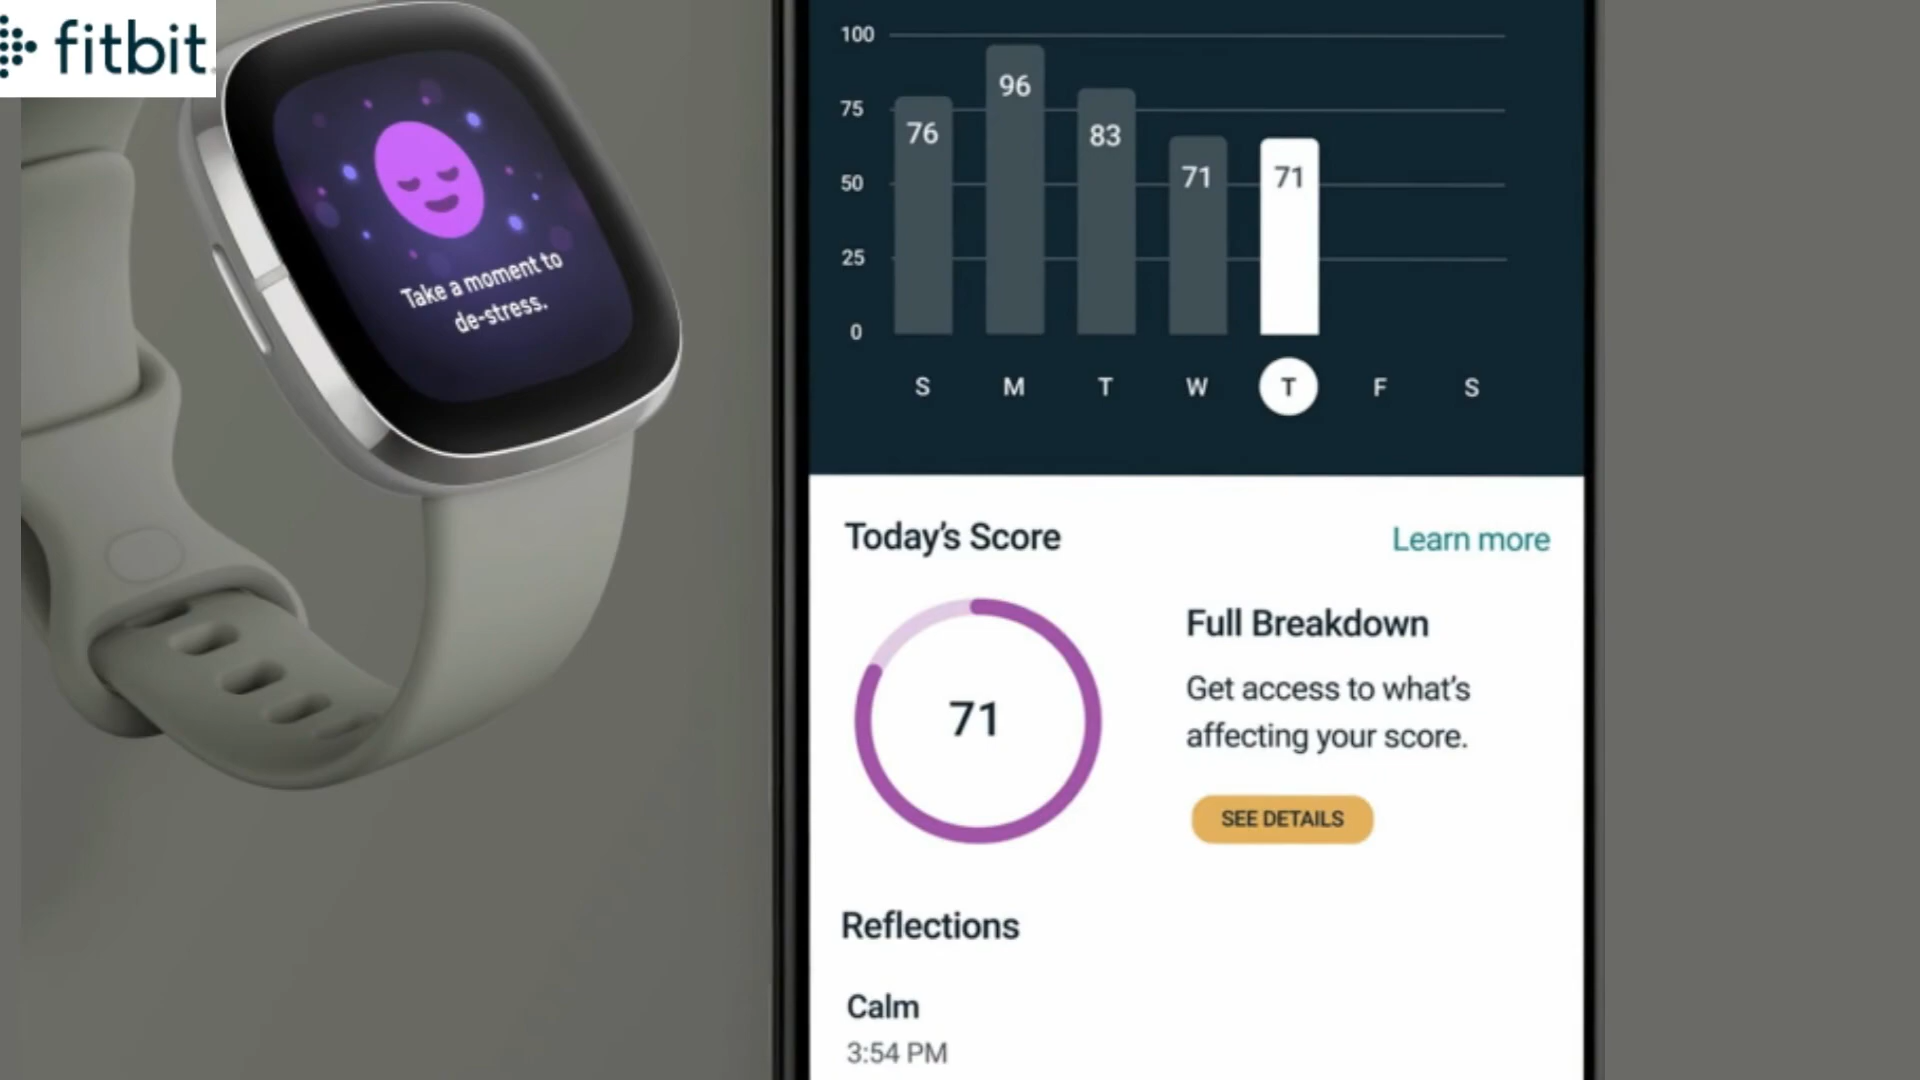 fitbit
Take a moment to
de-stress.
100
75
50
25
0
76
96
83
71
71
S M T W T F S
Today's Score
Learn more
71
Full Breakdown
Get access to what's
affecting your score.
SEE DETAILS
Reflections
Calm
3:54 PM